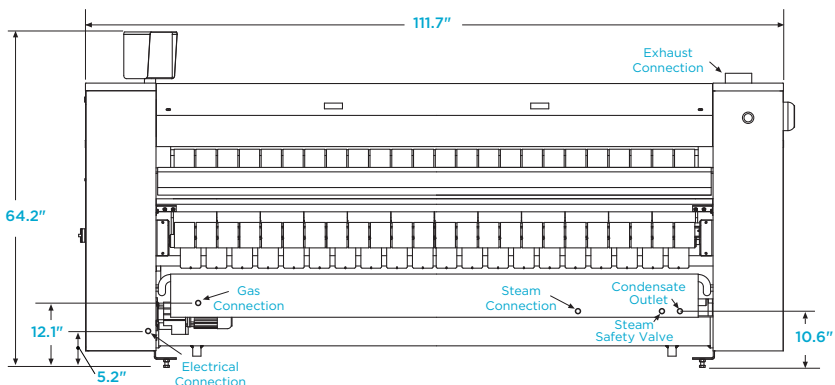 111.7"
Exhaust
Connection
64.2"
Gas
Connection
Steam
Connection
Condensate
Outlet
12.1"
Steam
Safety Valve
10.6"
5.2"
Electrical
Connection